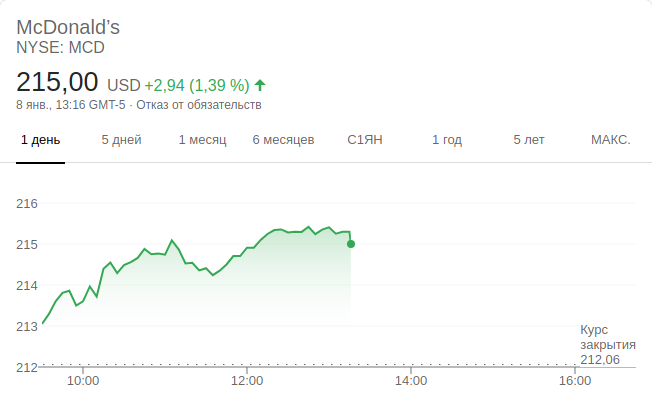 McDonald’s
NYSE: MCD
215,00 USD +2,94 (1,39 %)
8 янв., 13:16 GMT-5 · Отказ от обязательств
1 день 5 дней 1 месяц 6 месяцев С1ЯН 1 год 5 лет МАКС.
216
215
214
213
Курс
закрытия
212,06
212
10:00 12:00 14:00 16:00